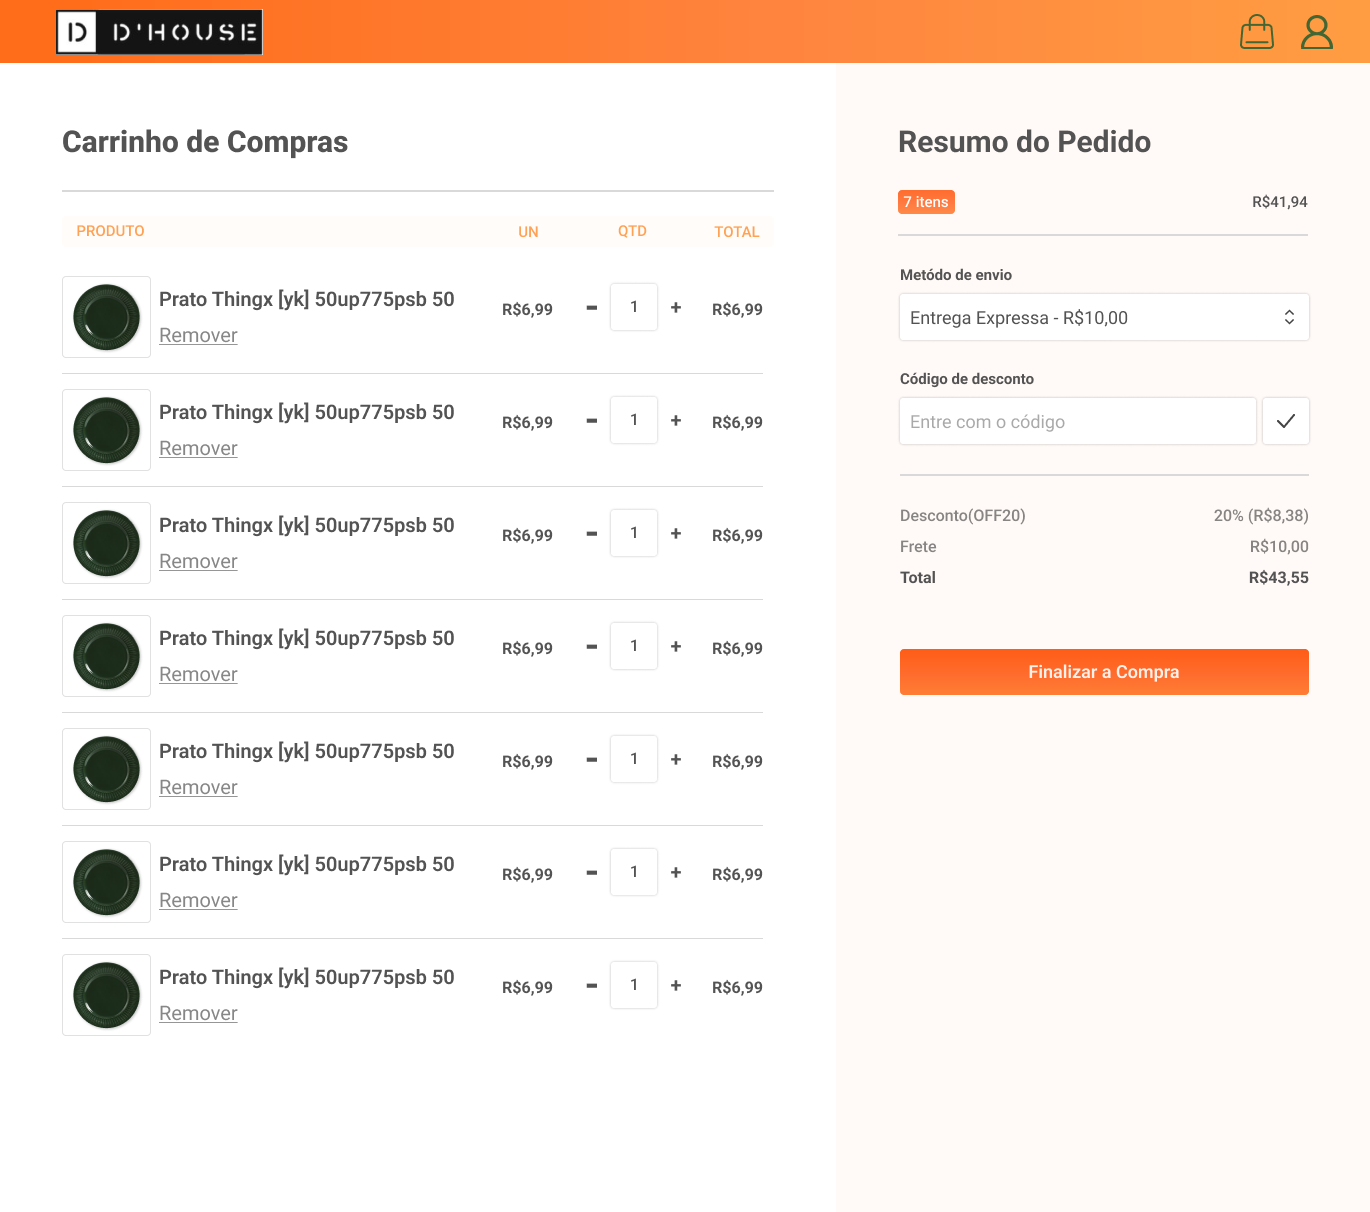 D D'HOUSE
Carrinho de Compras
PRODUTO UN QTD TOTAL
Prato Thingx [yk] 50up775psb 50
Remover
R$6,99 - 1 + R$6,99
Prato Thingx [yk] 50up775psb 50
Remover
R$6,99 - 1 + R$6,99
Prato Thingx [yk] 50up775psb 50
Remover
R$6,99 - 1 + R$6,99
Prato Thingx [yk] 50up775psb 50
Remover
R$6,99 - 1 + R$6,99
Prato Thingx [yk] 50up775psb 50
Remover
R$6,99 - 1 + R$6,99
Prato Thingx [yk] 50up775psb 50
Remover
R$6,99 - 1 + R$6,99
Prato Thingx [yk] 50up775psb 50
Remover
R$6,99 - 1 + R$6,99
Resumo do Pedido
7 itens R$41,94
Metódo de envio
Entrega Expressa - R$10,00
Código de desconto
Entre com o código
Desconto(OFF20) 20% (R$8,38)
Frete R$10,00
Total R$43,55
Finalizar a Compra